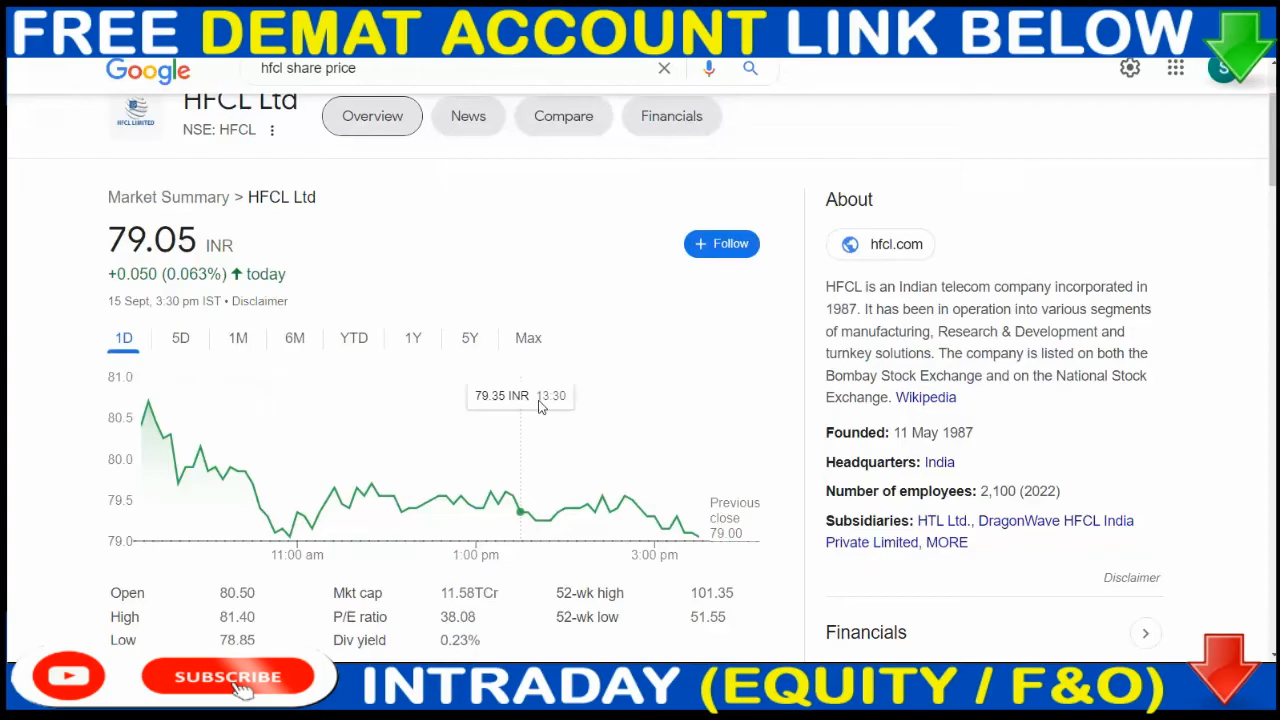 FREE DEMAT ACCOUNT LINK BELOW
Google
hfcl share price
S
HFCL LIMITED
HFCL Ltd
NSE: HFCL
Overview
News
Compare
Financials
Market Summary > HFCL Ltd
79.05 INR
+ Follow
+0.050 (0.063%) ↑ today
15 Sept, 3:30 pm IST • Disclaimer
1D 5D 1M 6M YTD 1Y 5Y Max
81.0
80.5
80.0
79.5
79.0
79.35 INR 13:30
Previous
close
79.00
11:00 am 1:00 pm 3:00 pm
Open 80.50 Mkt cap 11.58TCr 52-wk high 101.35
High 81.40 P/E ratio 38.08 52-wk low 51.55
Low 78.85 Div yield 0.23%
About
hfcl.com
HFCL is an Indian telecom company incorporated in
1987. It has been in operation into various segments
of manufacturing, Research & Development and
turnkey solutions. The company is listed on both the
Bombay Stock Exchange and on the National Stock
Exchange. Wikipedia
Founded: 11 May 1987
Headquarters: India
Number of employees: 2,100 (2022)
Subsidiaries: HTL Ltd., DragonWave HFCL India
Private Limited, MORE
Disclaimer
Financials
SUBSCRIBE
INTRADAY (EQUITY / F&O)